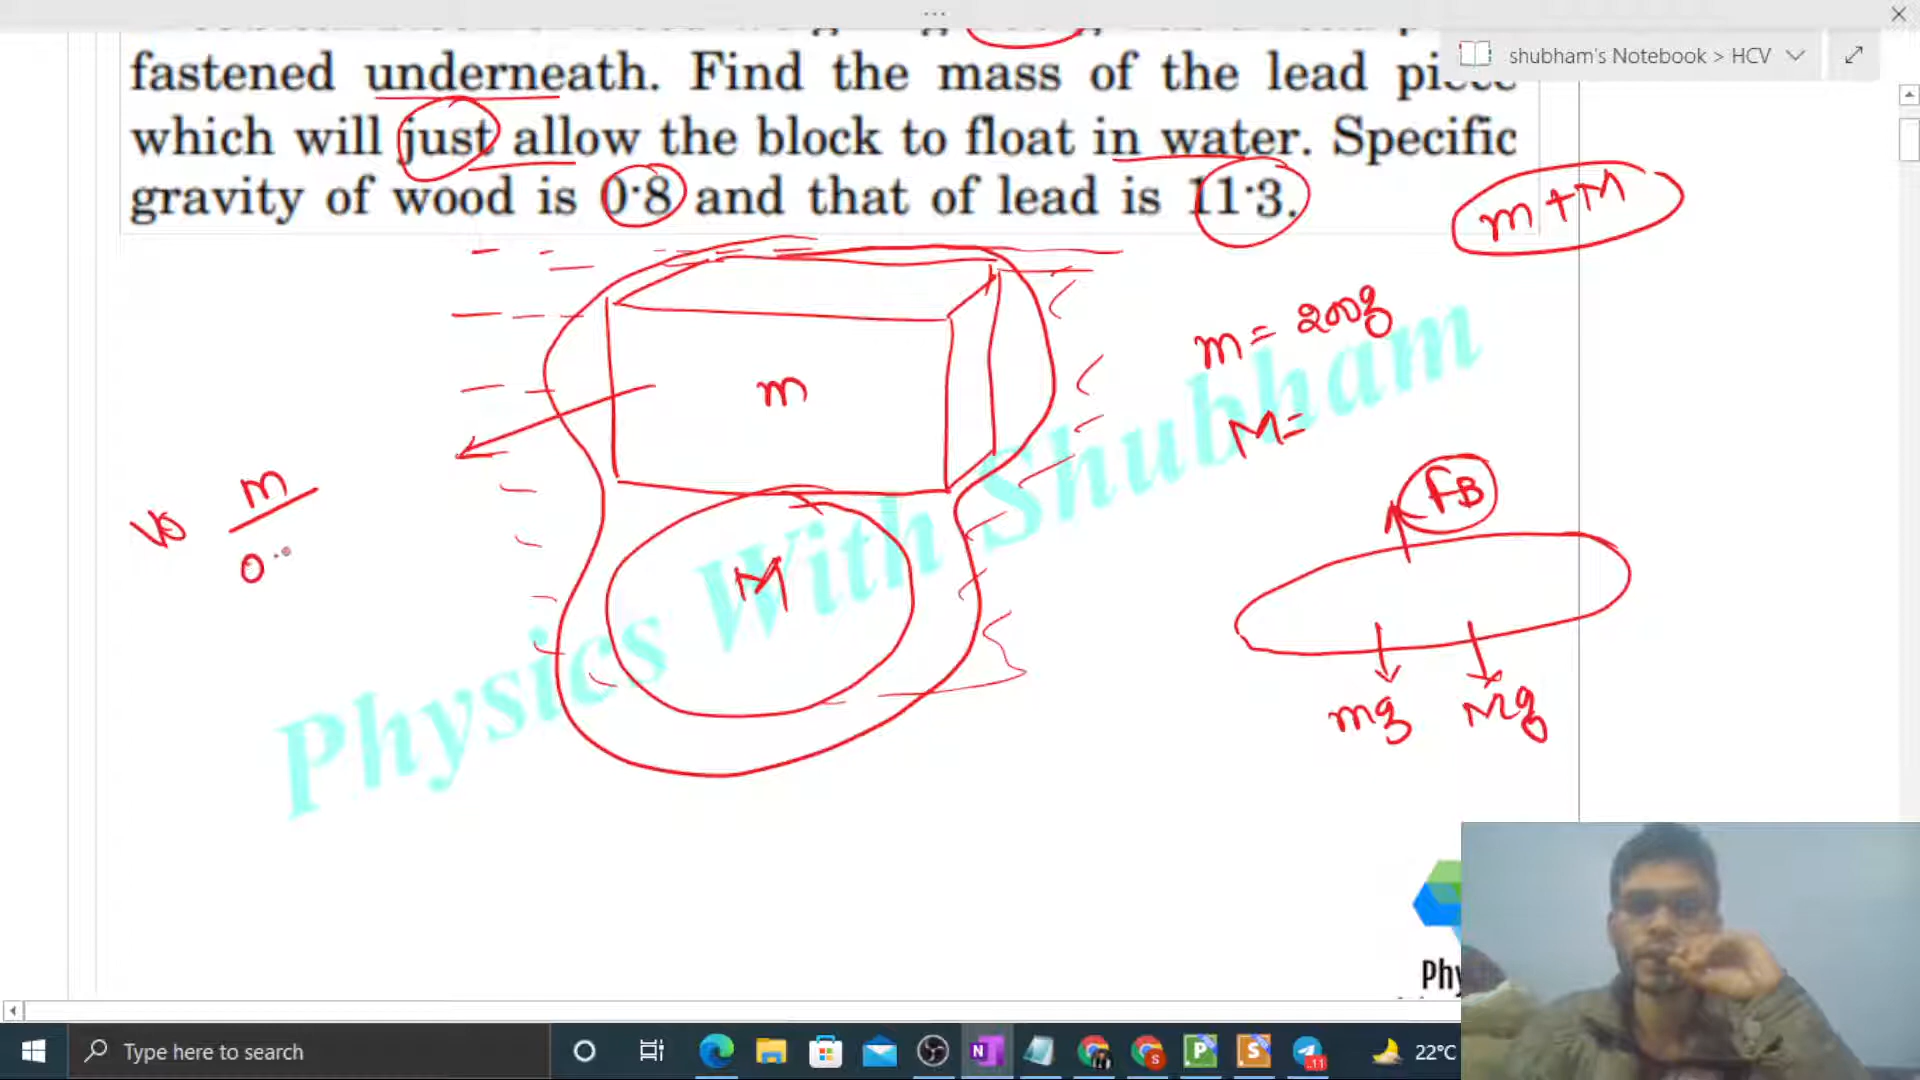 shubham's Notebook > HCV
fastened underneath. Find the mass of the lead piece
which will just allow the block to float in water. Specific
gravity of wood is 0·8 and that of lead is 11·3.
m+M
m = 200g
m
M =
FB
m
0.
M
mg Mg
Physics With Shubham
Phy
Type here to search
22°C